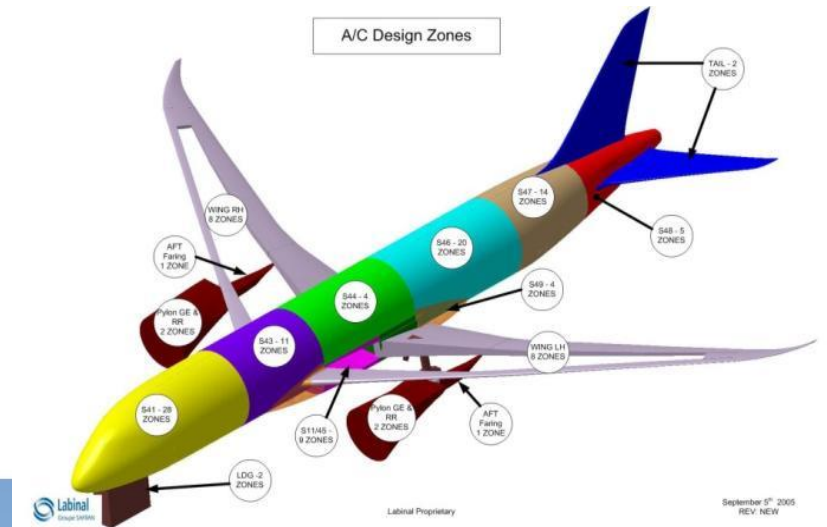 A/C Design Zones
TAIL - 2
ZONES
S47 - 14
ZONES
WING RH
8 ZONES
S48 - 5
ZONES
S46 - 20
ZONES
AFT
Faring
1 ZONE
S49 - 4
ZONES
S44 - 4
ZONES
Pylon GE &
RR
2 ZONES
S43 - 11
ZONES
WING LH
8 ZONES
S41 - 28
ZONES
Pylon GE &
RR
2 ZONES
AFT
Faring
1 ZONE
S11/45 -
9 ZONES
LDG -2
ZONES
Labinal
Groupe SAFRAN
Labinal Proprietary
September 5th 2005
REV: NEW